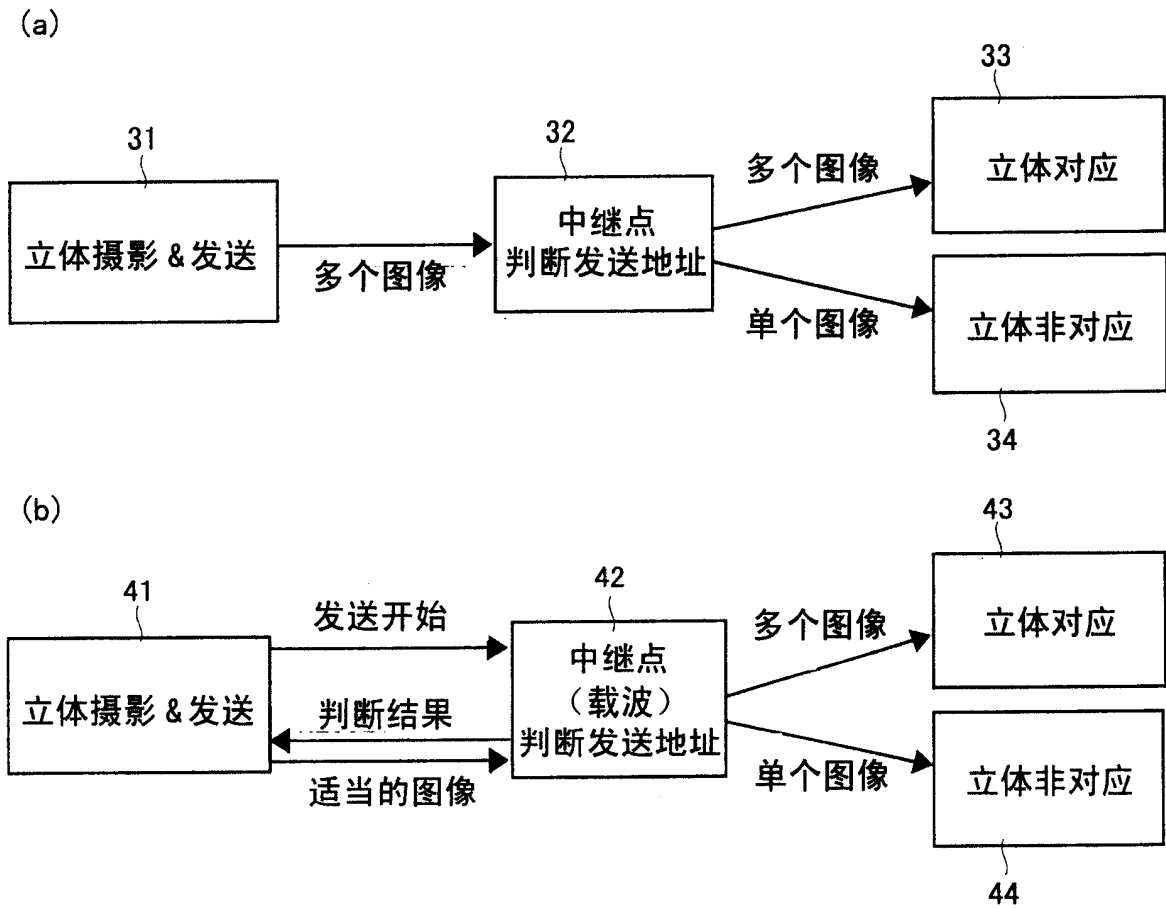 (a)
31
立体摄影&发送
多个图像
32
中继点
判断发送地址
多个图像
单个图像
33
立体对应
立体非对应
34
(b)
41
立体摄影&发送
发送开始
判断结果
适当的图像
42
中继点
（载波）
判断发送地址
多个图像
单个图像
43
立体对应
立体非对应
44